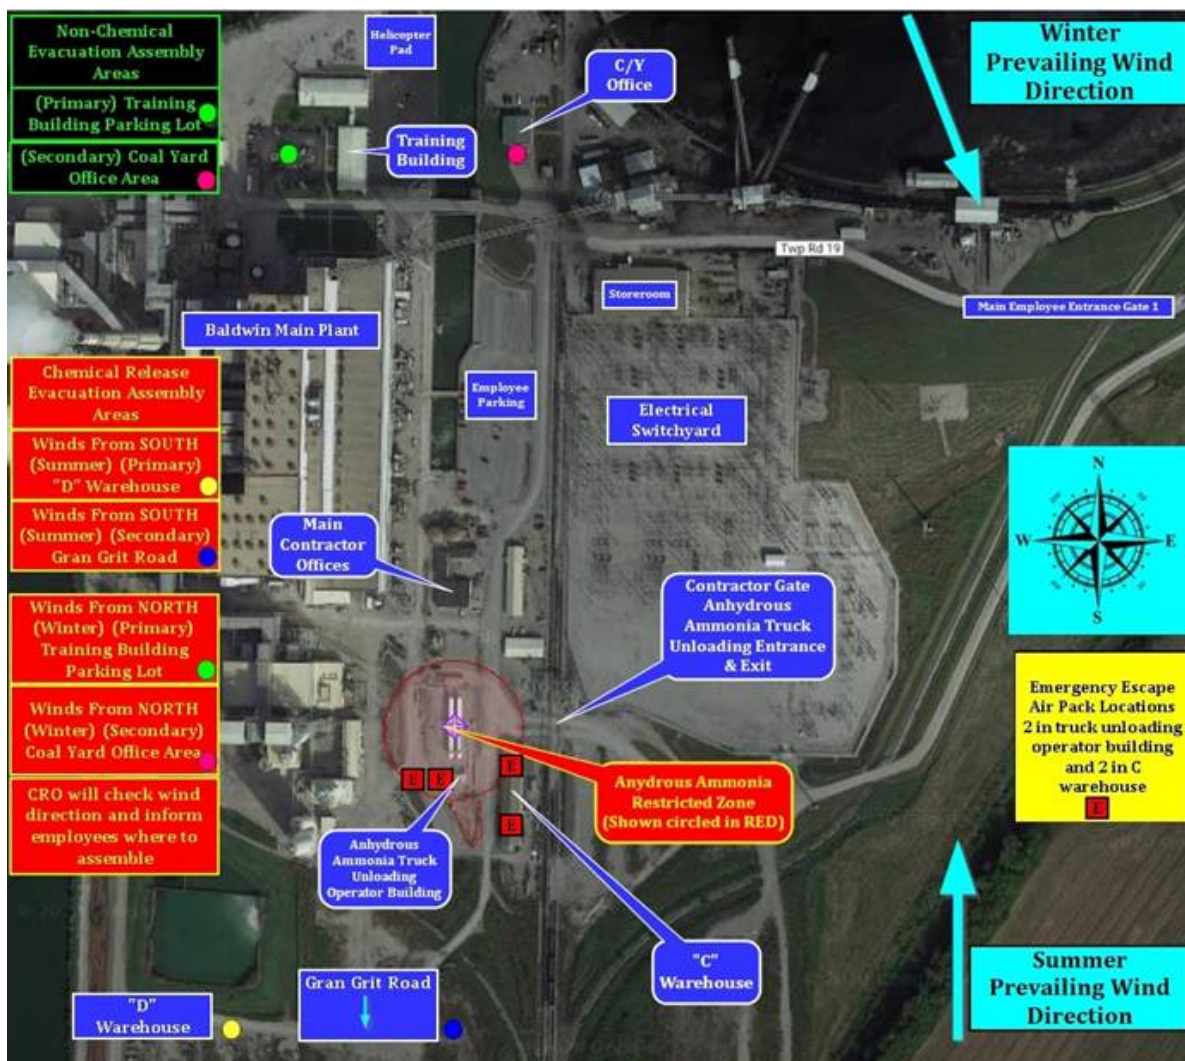 Non-Chemical
Evacuation Assembly
Areas
(Primary) Training
Building Parking Lot
(Secondary) Coal Yard
Office Area
Helicopter
Pad
C/Y
Office
Training
Building
Winter
Prevailing Wind
Direction
Twp Rd 19
Storeroom
Main Employee Entrance Gate 1
Baldwin Main Plant
Employee
Parking
Electrical
Switchyard
Chemical Release
Evacuation Assembly
Areas
Winds From SOUTH
(Summer) (Primary)
"D" Warehouse
Winds From SOUTH
(Summer) (Secondary)
Gran Grit Road
Main
Contractor
Offices
N
W
E
S
Contractor Gate
Anhydrous
Ammonia Truck
Unloading Entrance
& Exit
Winds From NORTH
(Winter) (Primary)
Training Building
Parking Lot
Winds From NORTH
(Winter) (Secondary)
Coal Yard Office Area
CRO will check wind
direction and inform
employees where to
assemble
Emergency Escape
Air Pack Locations
2 in truck unloading
operator building
and 2 in C
warehouse
E
E
E
E
E
Anydrous Ammonia
Restricted Zone
(Shown circled in RED)
Anhydrous
Ammonia Truck
Unloading
Operator Building
"C"
Warehouse
Gran Grit Road
"D"
Warehouse
Summer
Prevailing Wind
Direction